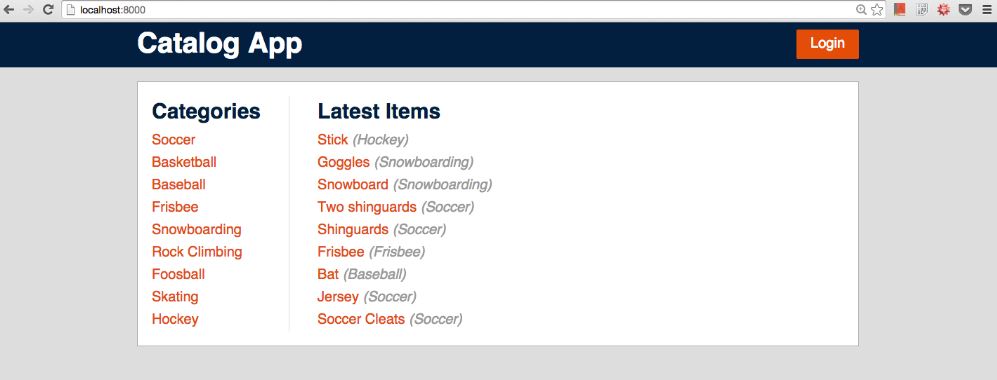 localhost:8000
Catalog App
Login
Categories
Soccer
Basketball
Baseball
Frisbee
Snowboarding
Rock Climbing
Foosball
Skating
Hockey
Latest Items
Stick (Hockey)
Goggles (Snowboarding)
Snowboard (Snowboarding)
Two shinguards (Soccer)
Shinguards (Soccer)
Frisbee (Frisbee)
Bat (Baseball)
Jersey (Soccer)
Soccer Cleats (Soccer)